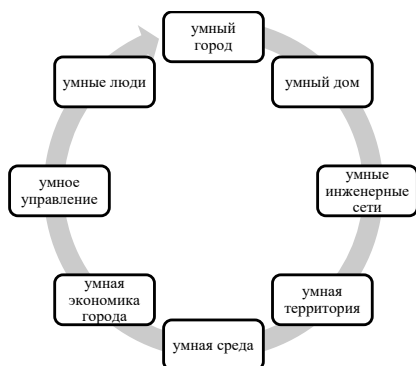 умный
город
умный дом
умные
инженерные
сети
умная
территория
умная среда
умная
экономика
города
умное
управление
умные люди